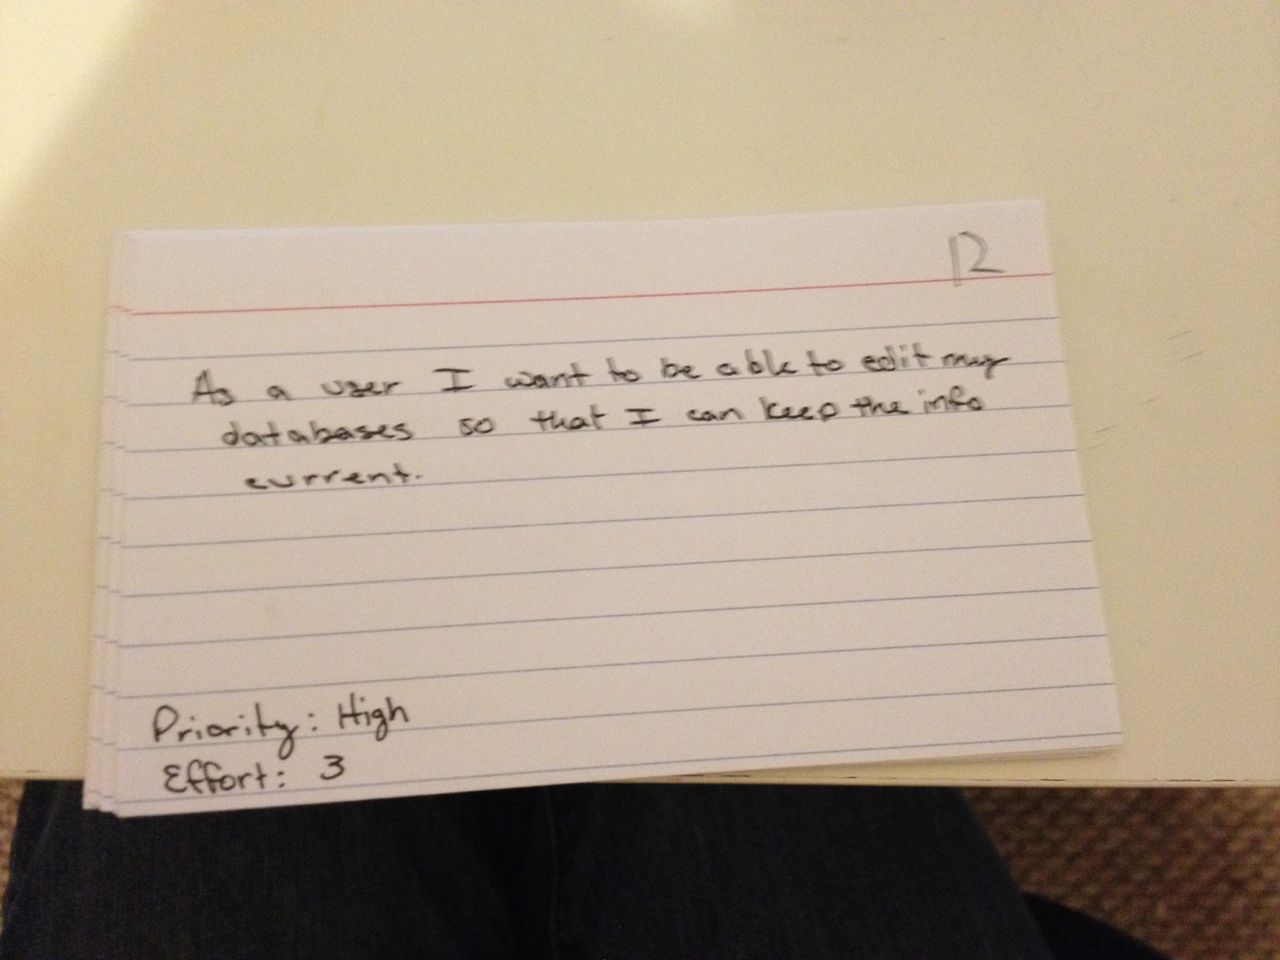 12
As a user I want to be able to edit my
databases so that I can keep the info
current.
Priority: High
Effort: 3